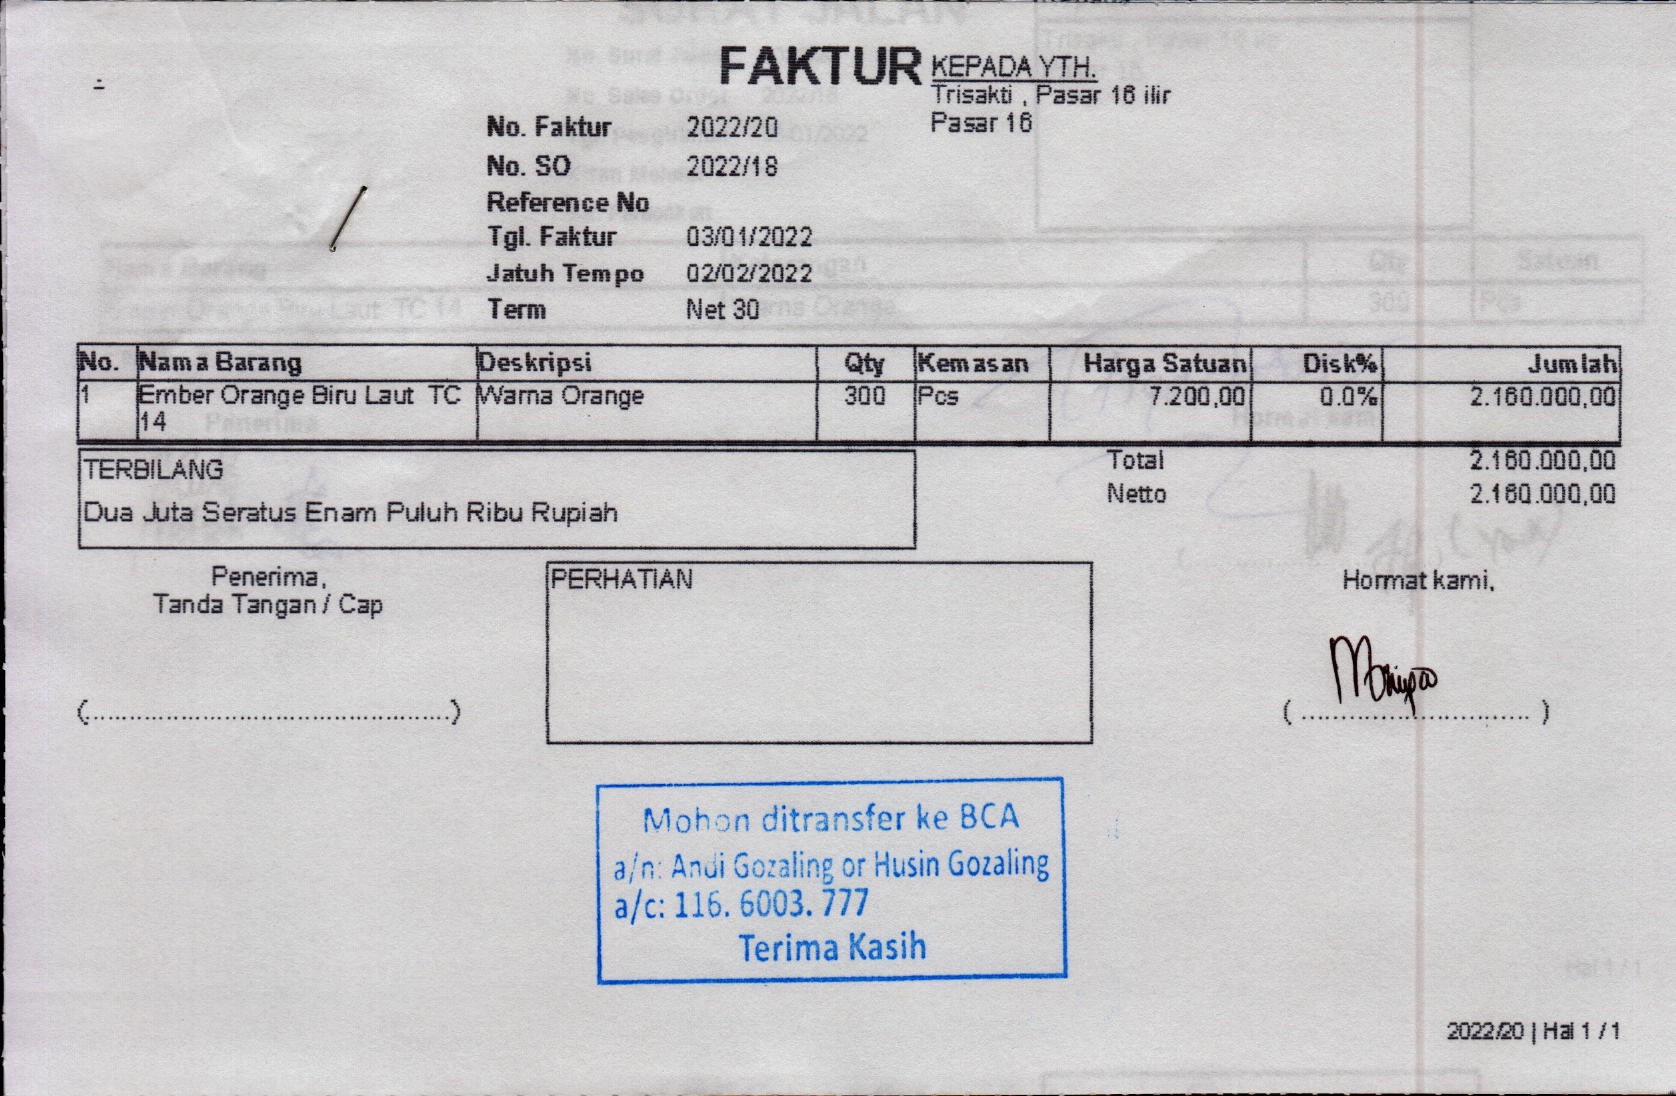 FAKTUR
KEPADA YTH.
Trisakti , Pasar 16 ilir
Pasar 16
No. Faktur 2022/20
No. SO 2022/18
Reference No
Tgl. Faktur 03/01/2022
Jatuh Tempo 02/02/2022
Term Net 30
No. Nama Barang Deskripsi Qty Kemasan Harga Satuan Disk% Jumlah
1 Ember Orange Biru Laut TC 14 Warna Orange 300 Pcs 7.200,00 0.0% 2.160.000,00
TERBILANG
Dua Juta Seratus Enam Puluh Ribu Rupiah
Total 2.160.000,00
Netto 2.160.000,00
Penerima,
Tanda Tangan / Cap
PERHATIAN
Hormat kami,
Mohon ditransfer ke BCA
a/n: Andi Gozaling or Husin Gozaling
a/c: 116. 6003. 777
Terima Kasih
2022/20 | Hal 1 / 1